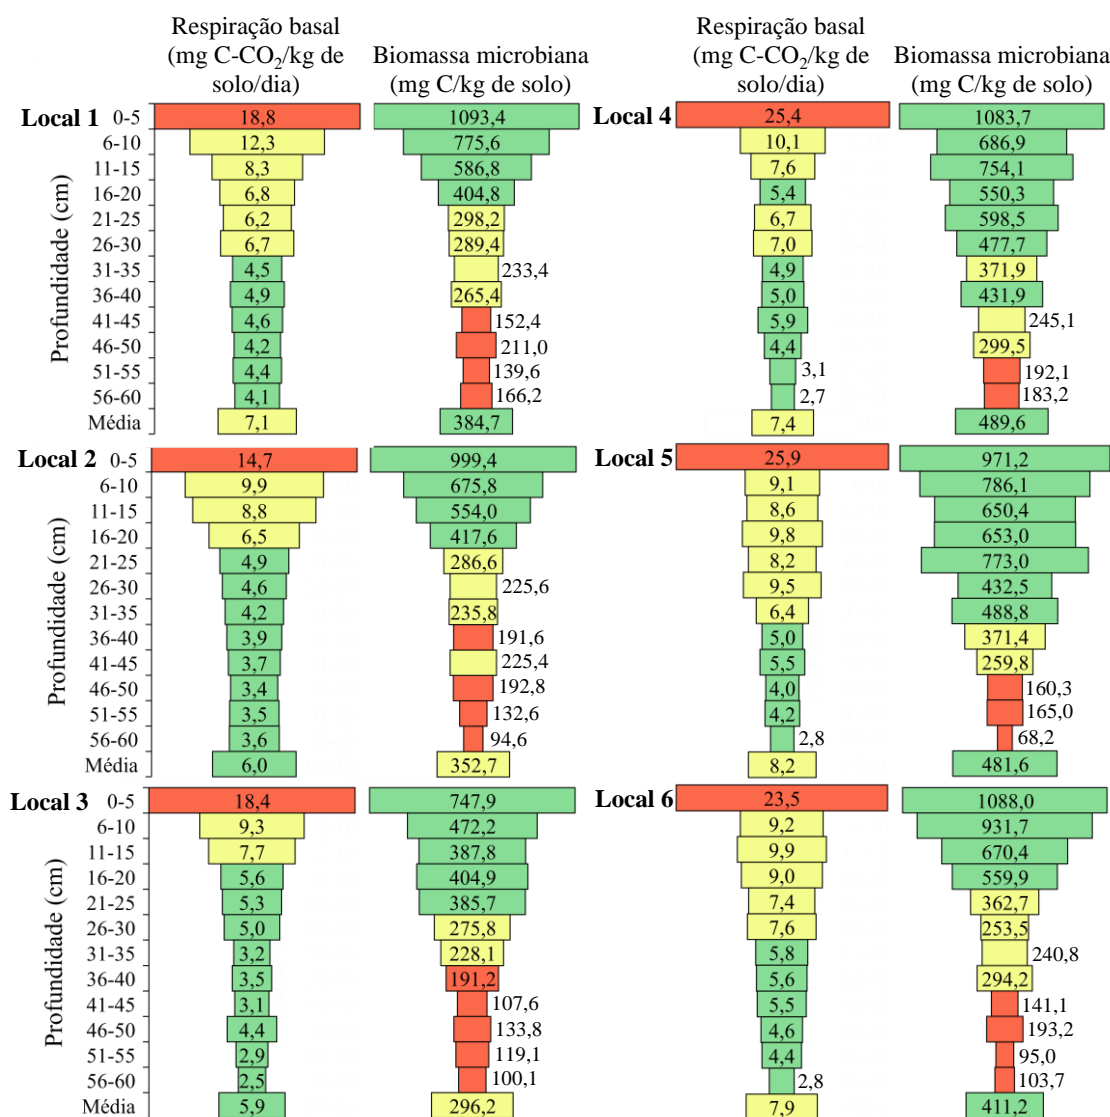 Respiração basal
(mg C-CO₂/kg de
solo/dia)
Biomassa microbiana
(mg C/kg de solo)
Respiração basal
(mg C-CO₂/kg de
solo/dia)
Biomassa microbiana
(mg C/kg de solo)
Local 1
Profundidade (cm)
0-5 18,8 1093,4
6-10 12,3 775,6
11-15 8,3 586,8
16-20 6,8 404,8
21-25 6,2 298,2
26-30 6,7 289,4
31-35 4,5 233,4
36-40 4,9 265,4
41-45 4,6 152,4
46-50 4,2 211,0
51-55 4,4 139,6
56-60 4,1 166,2
Média 7,1 384,7
Local 4
25,4 1083,7
10,1 686,9
7,6 754,1
5,4 550,3
6,7 598,5
7,0 477,7
4,9 371,9
5,0 431,9
5,9 245,1
4,4 299,5
3,1 192,1
2,7 183,2
7,4 489,6
Local 2
Profundidade (cm)
0-5 14,7 999,4
6-10 9,9 675,8
11-15 8,8 554,0
16-20 6,5 417,6
21-25 4,9 286,6
26-30 4,6 225,6
31-35 4,2 235,8
36-40 3,9 191,6
41-45 3,7 225,4
46-50 3,4 192,8
51-55 3,5 132,6
56-60 3,6 94,6
Média 6,0 352,7
Local 5
25,9 971,2
9,1 786,1
8,6 650,4
9,8 653,0
8,2 773,0
9,5 432,5
6,4 488,8
5,0 371,4
5,5 259,8
4,0 160,3
4,2 165,0
2,8 68,2
8,2 481,6
Local 3
Profundidade (cm)
0-5 18,4 747,9
6-10 9,3 472,2
11-15 7,7 387,8
16-20 5,6 404,9
21-25 5,3 385,7
26-30 5,0 275,8
31-35 3,2 228,1
36-40 3,5 191,2
41-45 3,1 107,6
46-50 4,4 133,8
51-55 2,9 119,1
56-60 2,5 100,1
Média 5,9 296,2
Local 6
23,5 1088,0
9,2 931,7
9,9 670,4
9,0 559,9
7,4 362,7
7,6 253,5
5,8 240,8
5,6 294,2
5,5 141,1
4,6 193,2
4,4 95,0
2,8 103,7
7,9 411,2